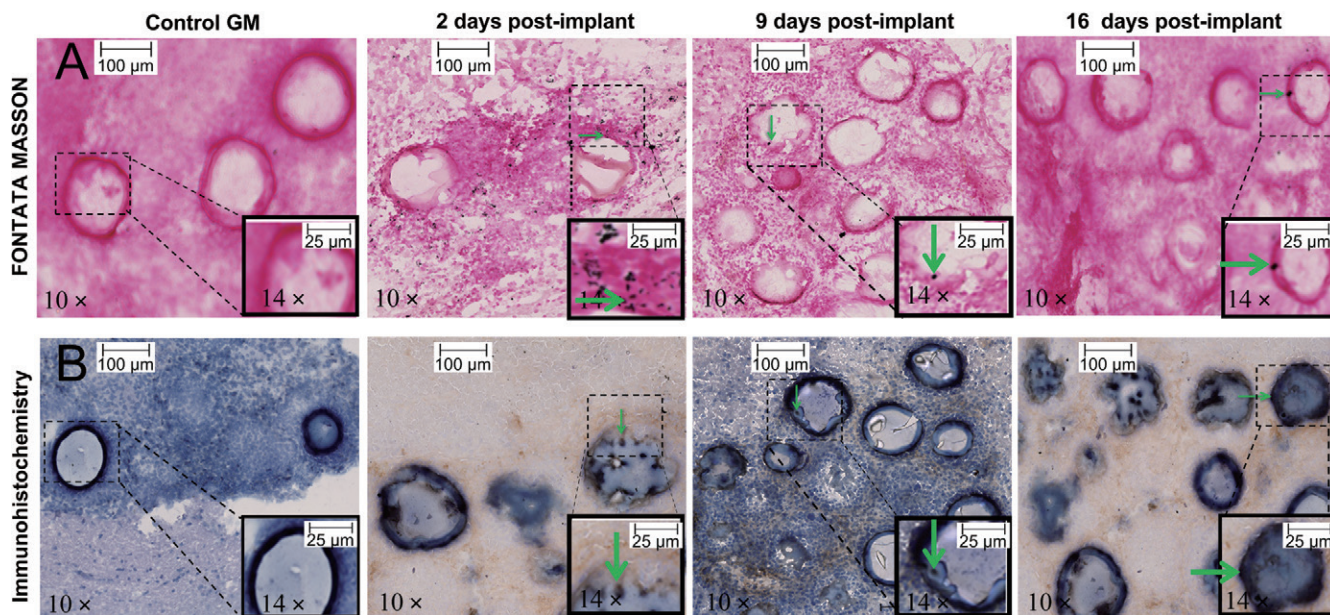 Control GM
2 days post-implant
9 days post-implant
16 days post-implant
FONTATA MASSON
A
100 µm
25 µm
10 ×
14 ×
100 µm
25 µm
10 ×
14
100 µm
25 µm
10 ×
14 ×
100 µm
25 µm
10 ×
14 ×
Immunohistochemistry
B
100 µm
25 µm
10 ×
14 ×
100 µm
25 µm
10 ×
14 ×
100 µm
25 µm
10 ×
14 ×
100 µm
25 µm
10 ×
14 ×